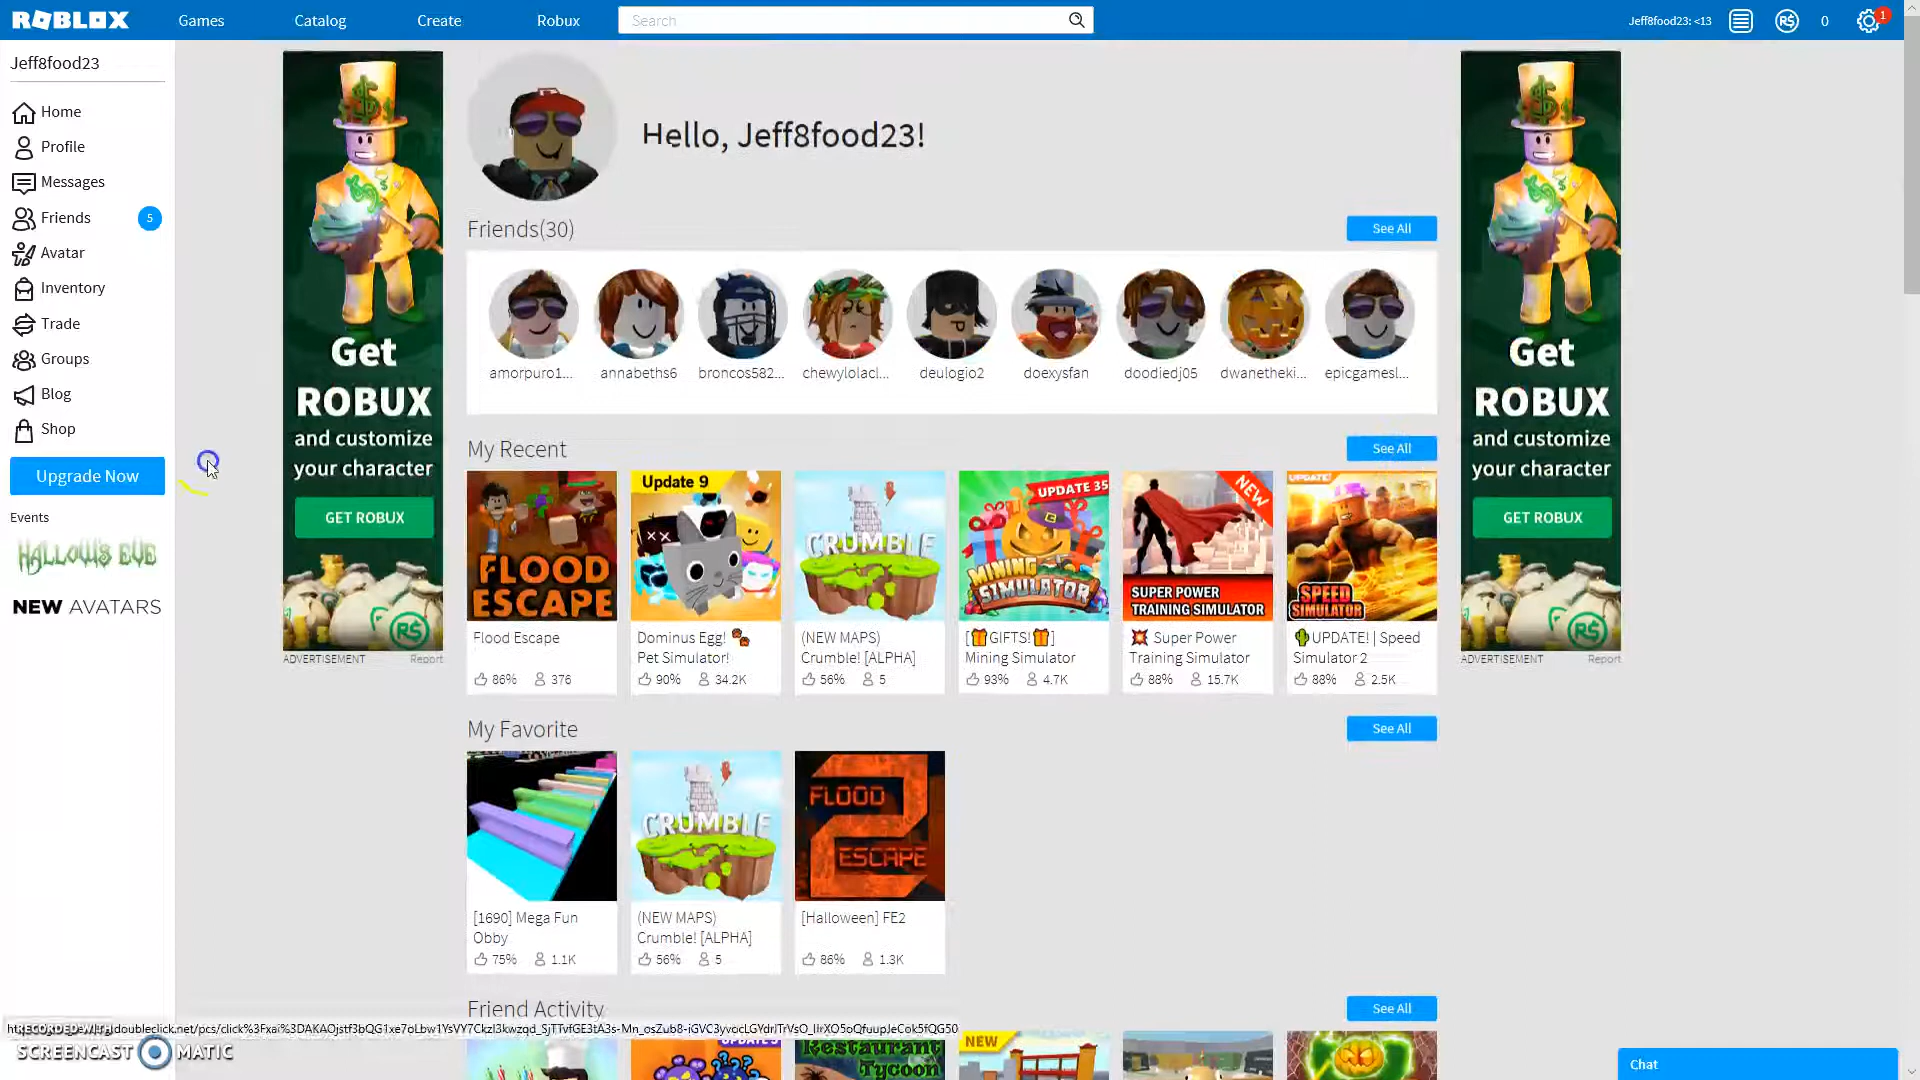 ROBLOX Games Catalog Create Robux Search Jeff8food23: <13 0 1
Jeff8food23
Home
Profile
Messages
Friends 5
Avatar
Inventory
Trade
Groups
Blog
Shop
Upgrade Now
Events
HALLOW'S EVE
NEW AVATARS
Get
ROBUX
and customize
your character
GET ROBUX
R$
ADVERTISEMENT Report
Hello, Jeff8food23!
Friends(30) See All
amorpuro1... annabeths6 broncos582... chewylolacl... deulogio2 doexysfan doodiedj05 dwanetheki... epicgamesl...
My Recent See All
FLOOD
ESCAPE
Flood Escape
86% 376
Update 9
Dominus Egg!
Pet Simulator!
90% 34.2K
CRUMBLE
(NEW MAPS)
Crumble! [ALPHA]
56% 5
UPDATE 35
MINING
SIMULATOR
[🎁GIFTS!🎁]
Mining Simulator
93% 4.7K
NEW
SUPER POWER
TRAINING SIMULATOR
💥 Super Power
Training Simulator
88% 15.7K
UPDATE!
SPEED
SIMULATOR
🌵UPDATE! | Speed
Simulator 2
88% 2.5K
My Favorite See All
[1690] Mega Fun
Obby
75% 1.1K
CRUMBLE
(NEW MAPS)
Crumble! [ALPHA]
56% 5
FLOOD
2
ESCAPE
[Halloween] FE2
86% 1.3K
Friend Activity See All
Restaurant
Tycoon
NEW
Get
ROBUX
and customize
your character
GET ROBUX
R$
ADVERTISEMENT Report
RECORDED WITH
SCREENCAST MATIC
Chat